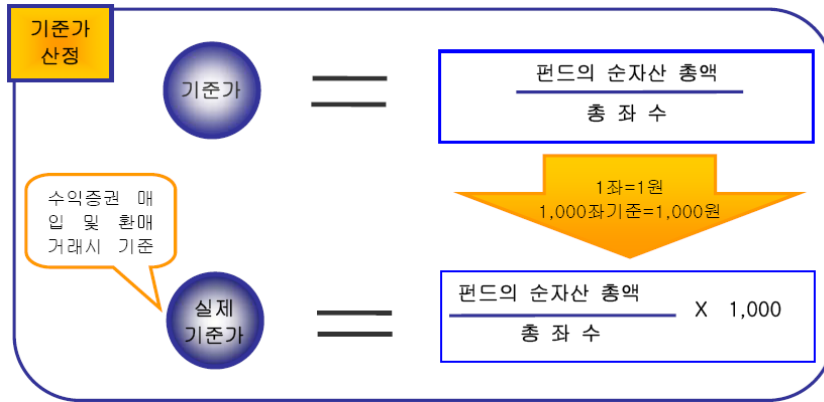 기준가
산정
기준가
펀드의 순자산 총액
총 좌 수
1좌=1원
1,000좌기준=1,000원
수익증권 매
입 및 환매
거래시 기준
실제
기준가
펀드의 순자산 총액
총 좌 수
X 1,000